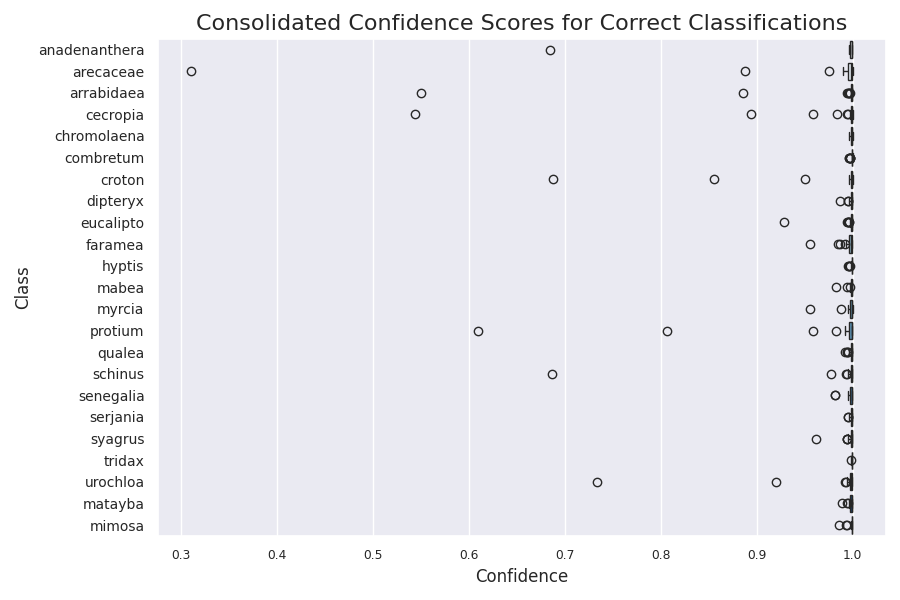 Consolidated Confidence Scores for Correct Classifications
anadenanthera
arecaceae
arrabidaea
cecropia
chromolaena
combretum
croton
dipteryx
eucalipto
faramea
hyptis
mabea
myrcia
protium
qualea
schinus
senegalia
serjania
syagrus
tridax
urochloa
matayba
mimosa
Class
0.3 0.4 0.5 0.6 0.7 0.8 0.9 1.0
Confidence